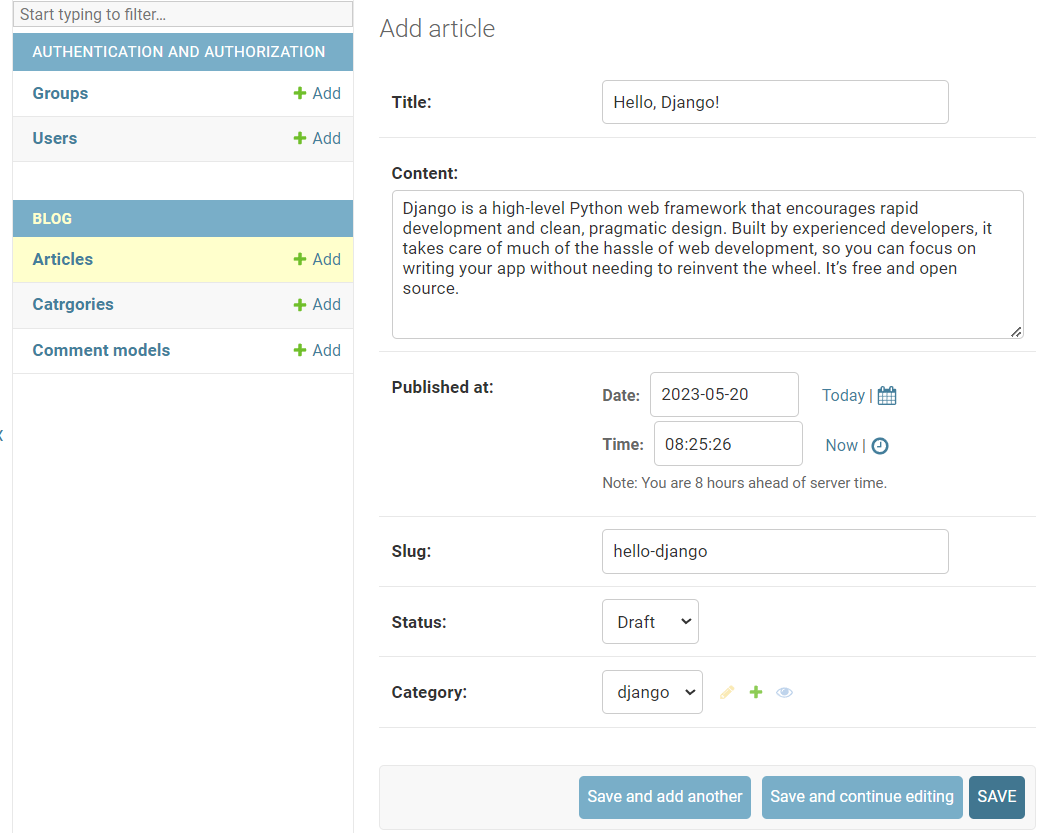 Start typing to filter...
AUTHENTICATION AND AUTHORIZATION
Groups + Add
Users + Add
BLOG
Articles + Add
Catrgories + Add
Comment models + Add
Add article
Title: Hello, Django!
Content:
Django is a high-level Python web framework that encourages rapid
development and clean, pragmatic design. Built by experienced developers, it
takes care of much of the hassle of web development, so you can focus on
writing your app without needing to reinvent the wheel. It’s free and open
source.
Published at: Date: 2023-05-20 Today |
Time: 08:25:26 Now |
Note: You are 8 hours ahead of server time.
Slug: hello-django
Status: Draft
Category: django
Save and add another Save and continue editing SAVE